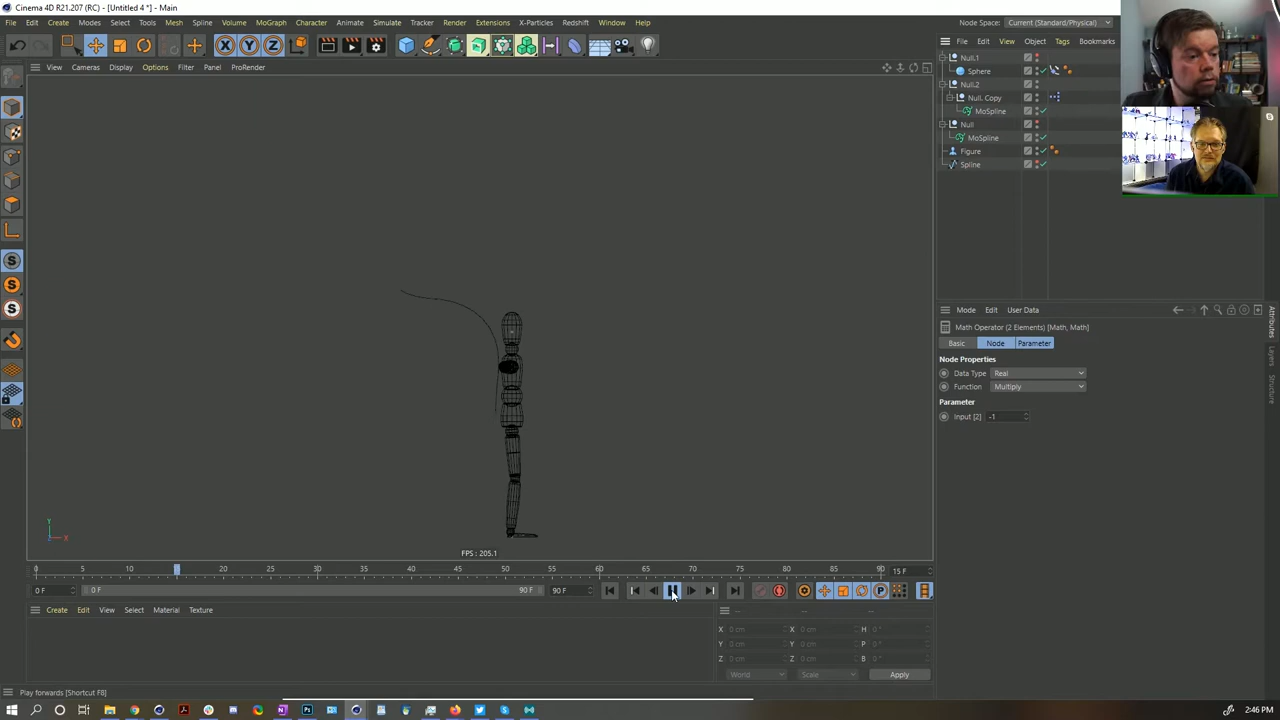 Cinema 4D R21.207 (RC) - [Untitled 4 *] - Main
File Edit Create Modes Select Tools Mesh Spline Volume MoGraph Character Animate Simulate Tracker Render Extensions X-Particles Redshift Window Help
Node Space: Current (Standard/Physical)
View Cameras Display Options Filter Panel ProRender
File Edit View Object Tags Bookmarks
Null.1
Sphere
Null.2
Null. Copy
MoSpline
Null
MoSpline
Figure
Spline
Mode Edit User Data
Math Operator (2 Elements) [Math, Math]
Basic Node Parameter
Node Properties
Data Type Real
Function Multiply
Parameter
Input [2] -1
Attributes
Layers
Structure
Y
X
FPS : 205.1
0 5 10 20 25 30 35 40 45 50 55 60 65 70 75 80 85 90
15 F
0 F 0 F 90 F 90 F
Create Edit View Select Material Texture
-- -- --
X 0 cm X 0 cm H 0 °
Y 0 cm Y 0 cm P 0 °
Z 0 cm Z 0 cm B 0 °
World Scale Apply
Play forwards [Shortcut F8]
2:46 PM